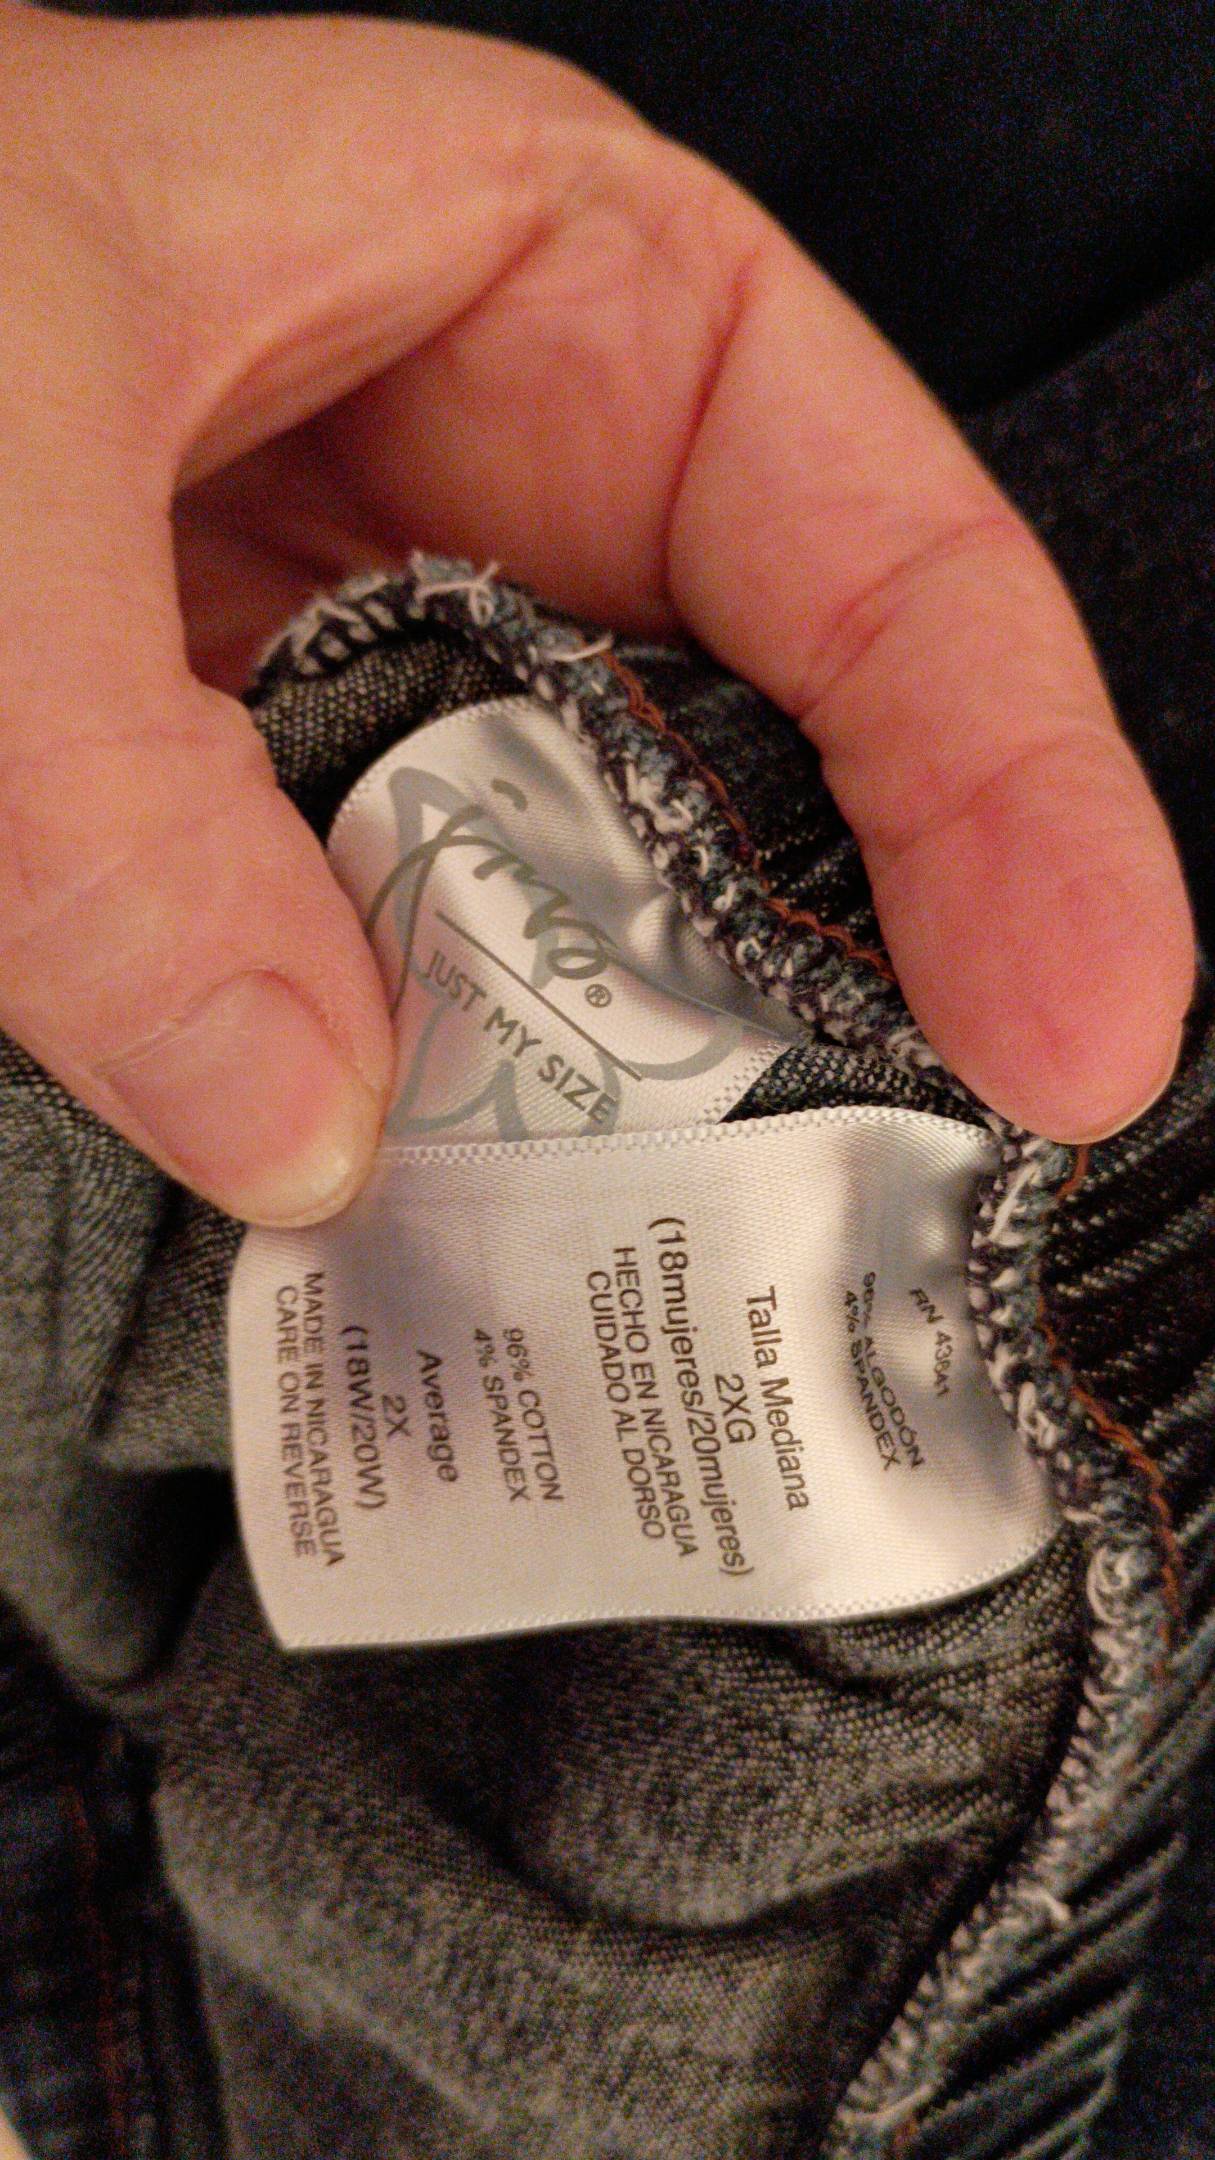 jms®
JUST MY SIZE
RN 43641
96% ALGODÓN
4% SPANDEX
Talla Mediana
2XG
(18mujeres/20mujeres)
HECHO EN NICARAGUA
CUIDADO AL DORSO
96% COTTON
4% SPANDEX
Average
2X
(18W/20W)
MADE IN NICARAGUA
CARE ON REVERSE